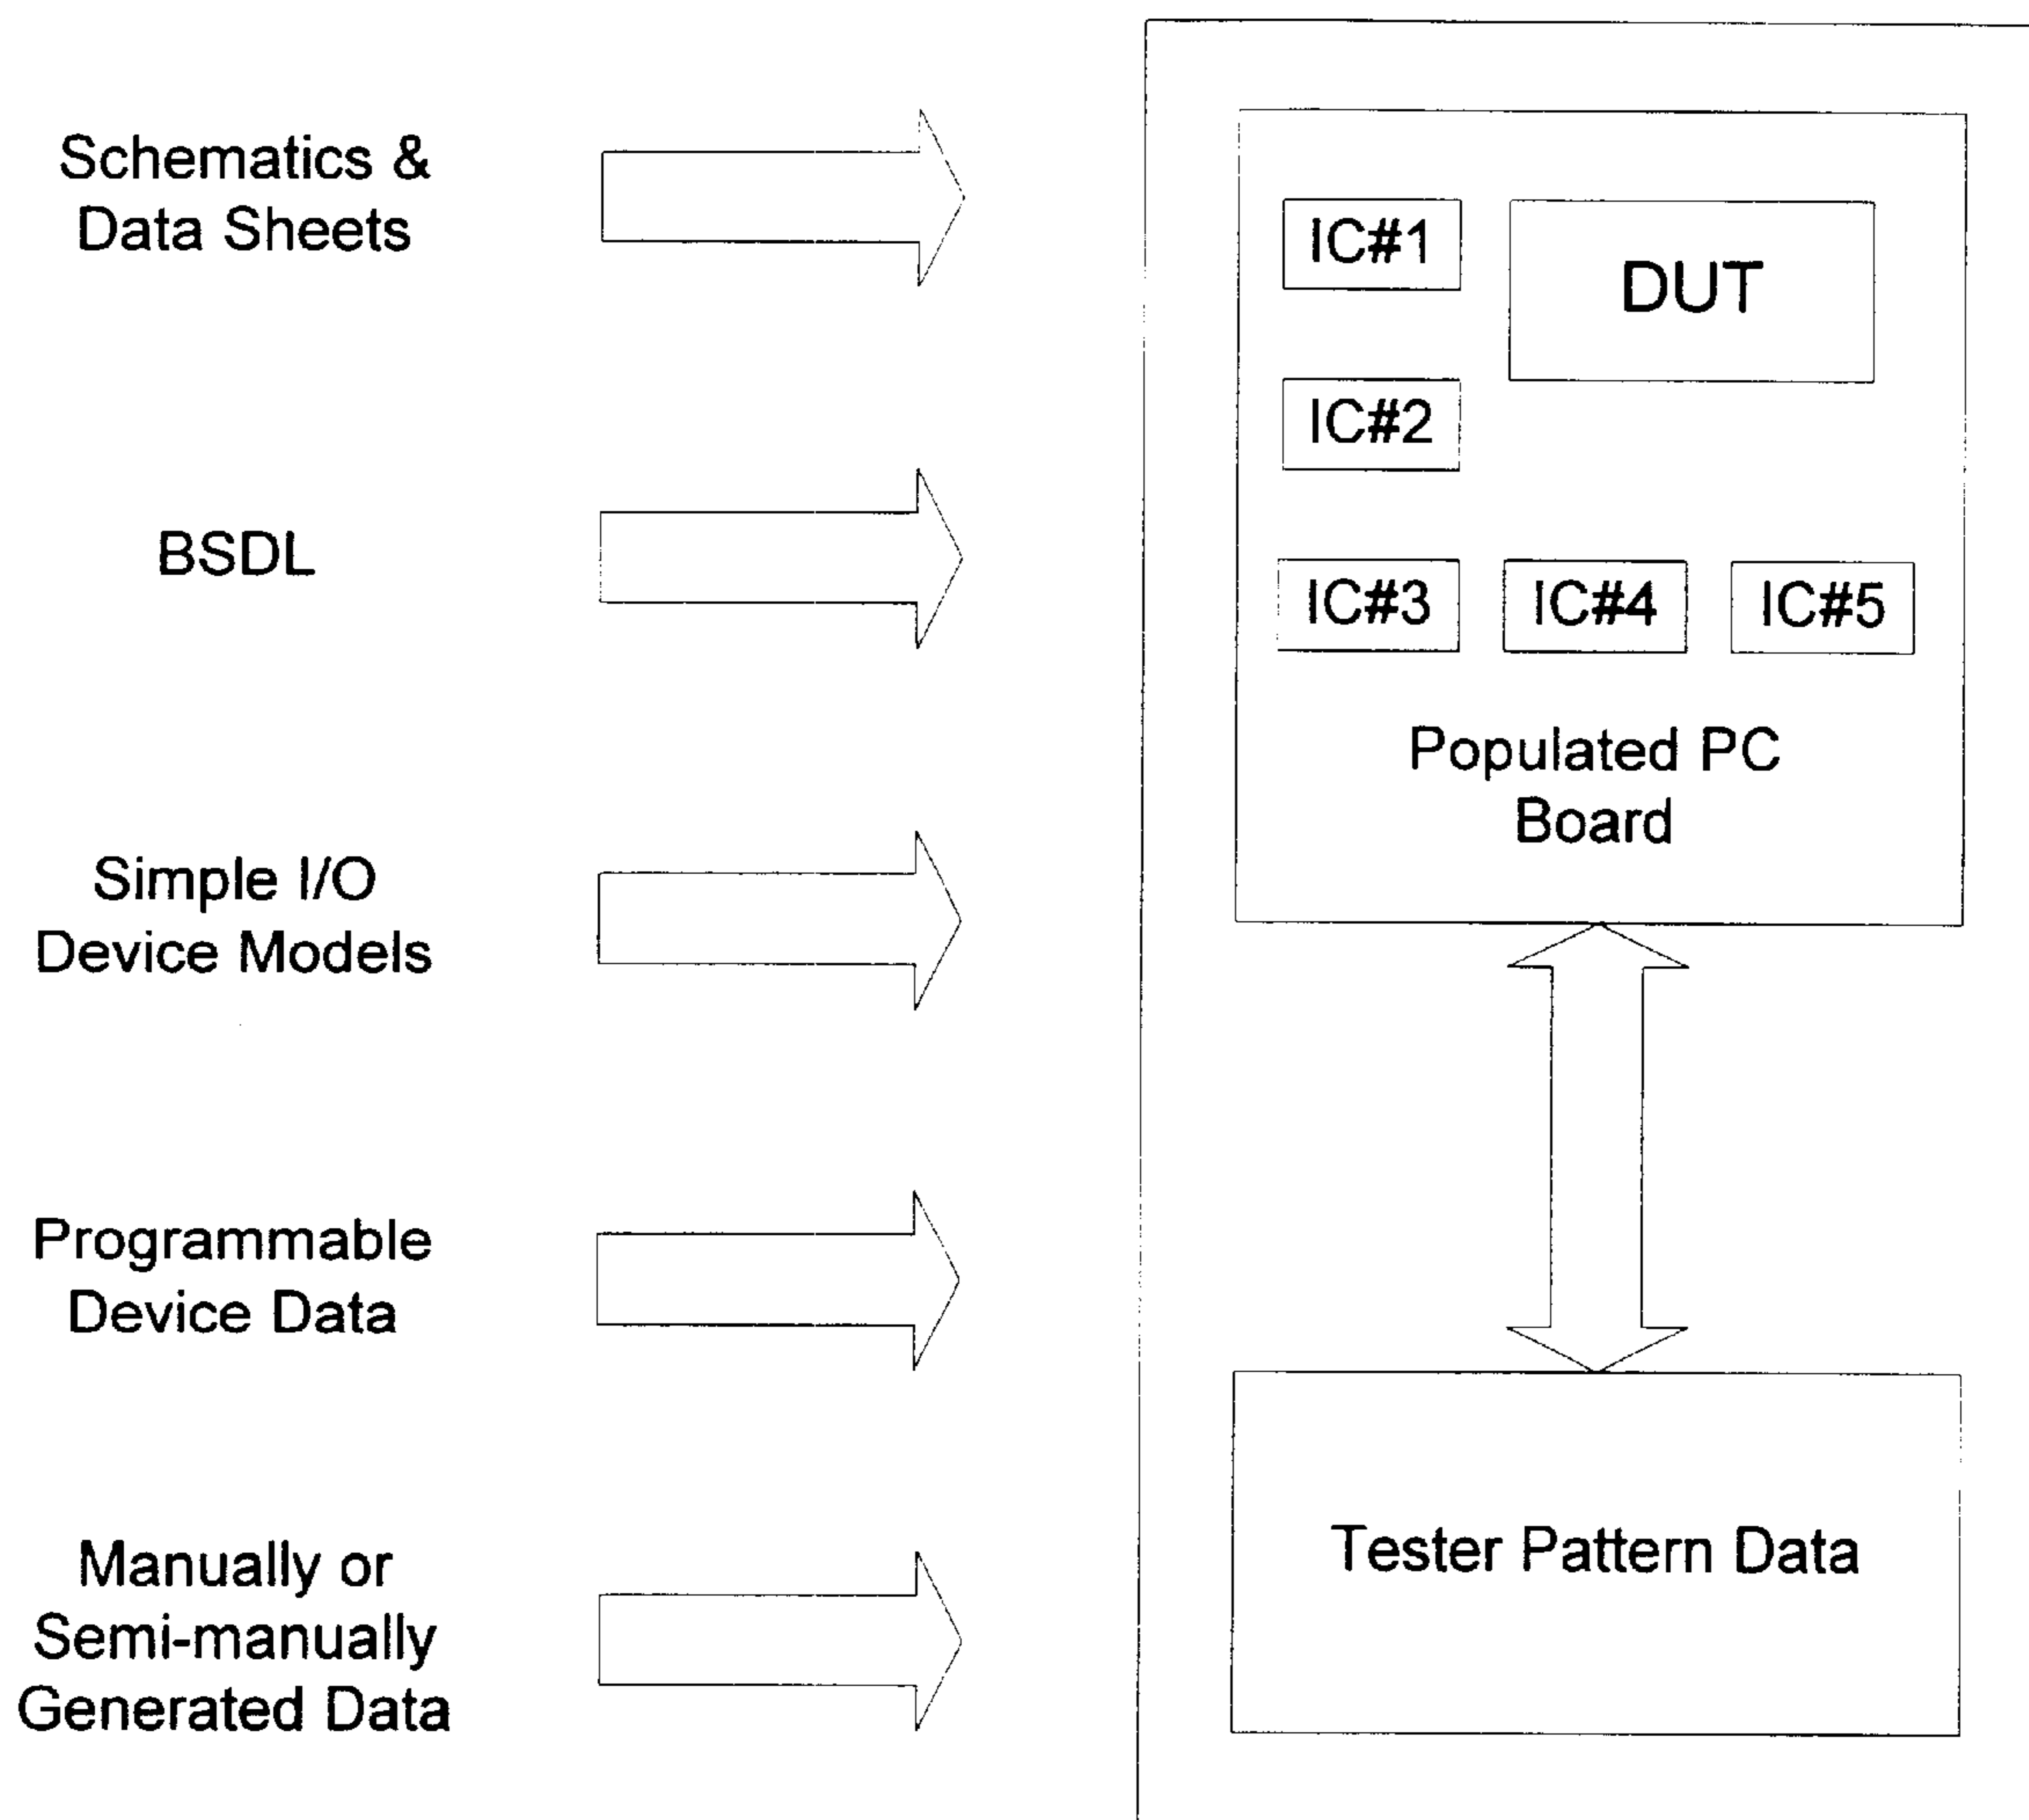 Schematics &
Data Sheets
BSDL
Simple I/O
Device Models
Programmable
Device Data
Manually or
Semi-manually
Generated Data
IC#1
DUT
IC#2
IC#3
IC#4
IC#5
Populated PC
Board
Tester Pattern Data